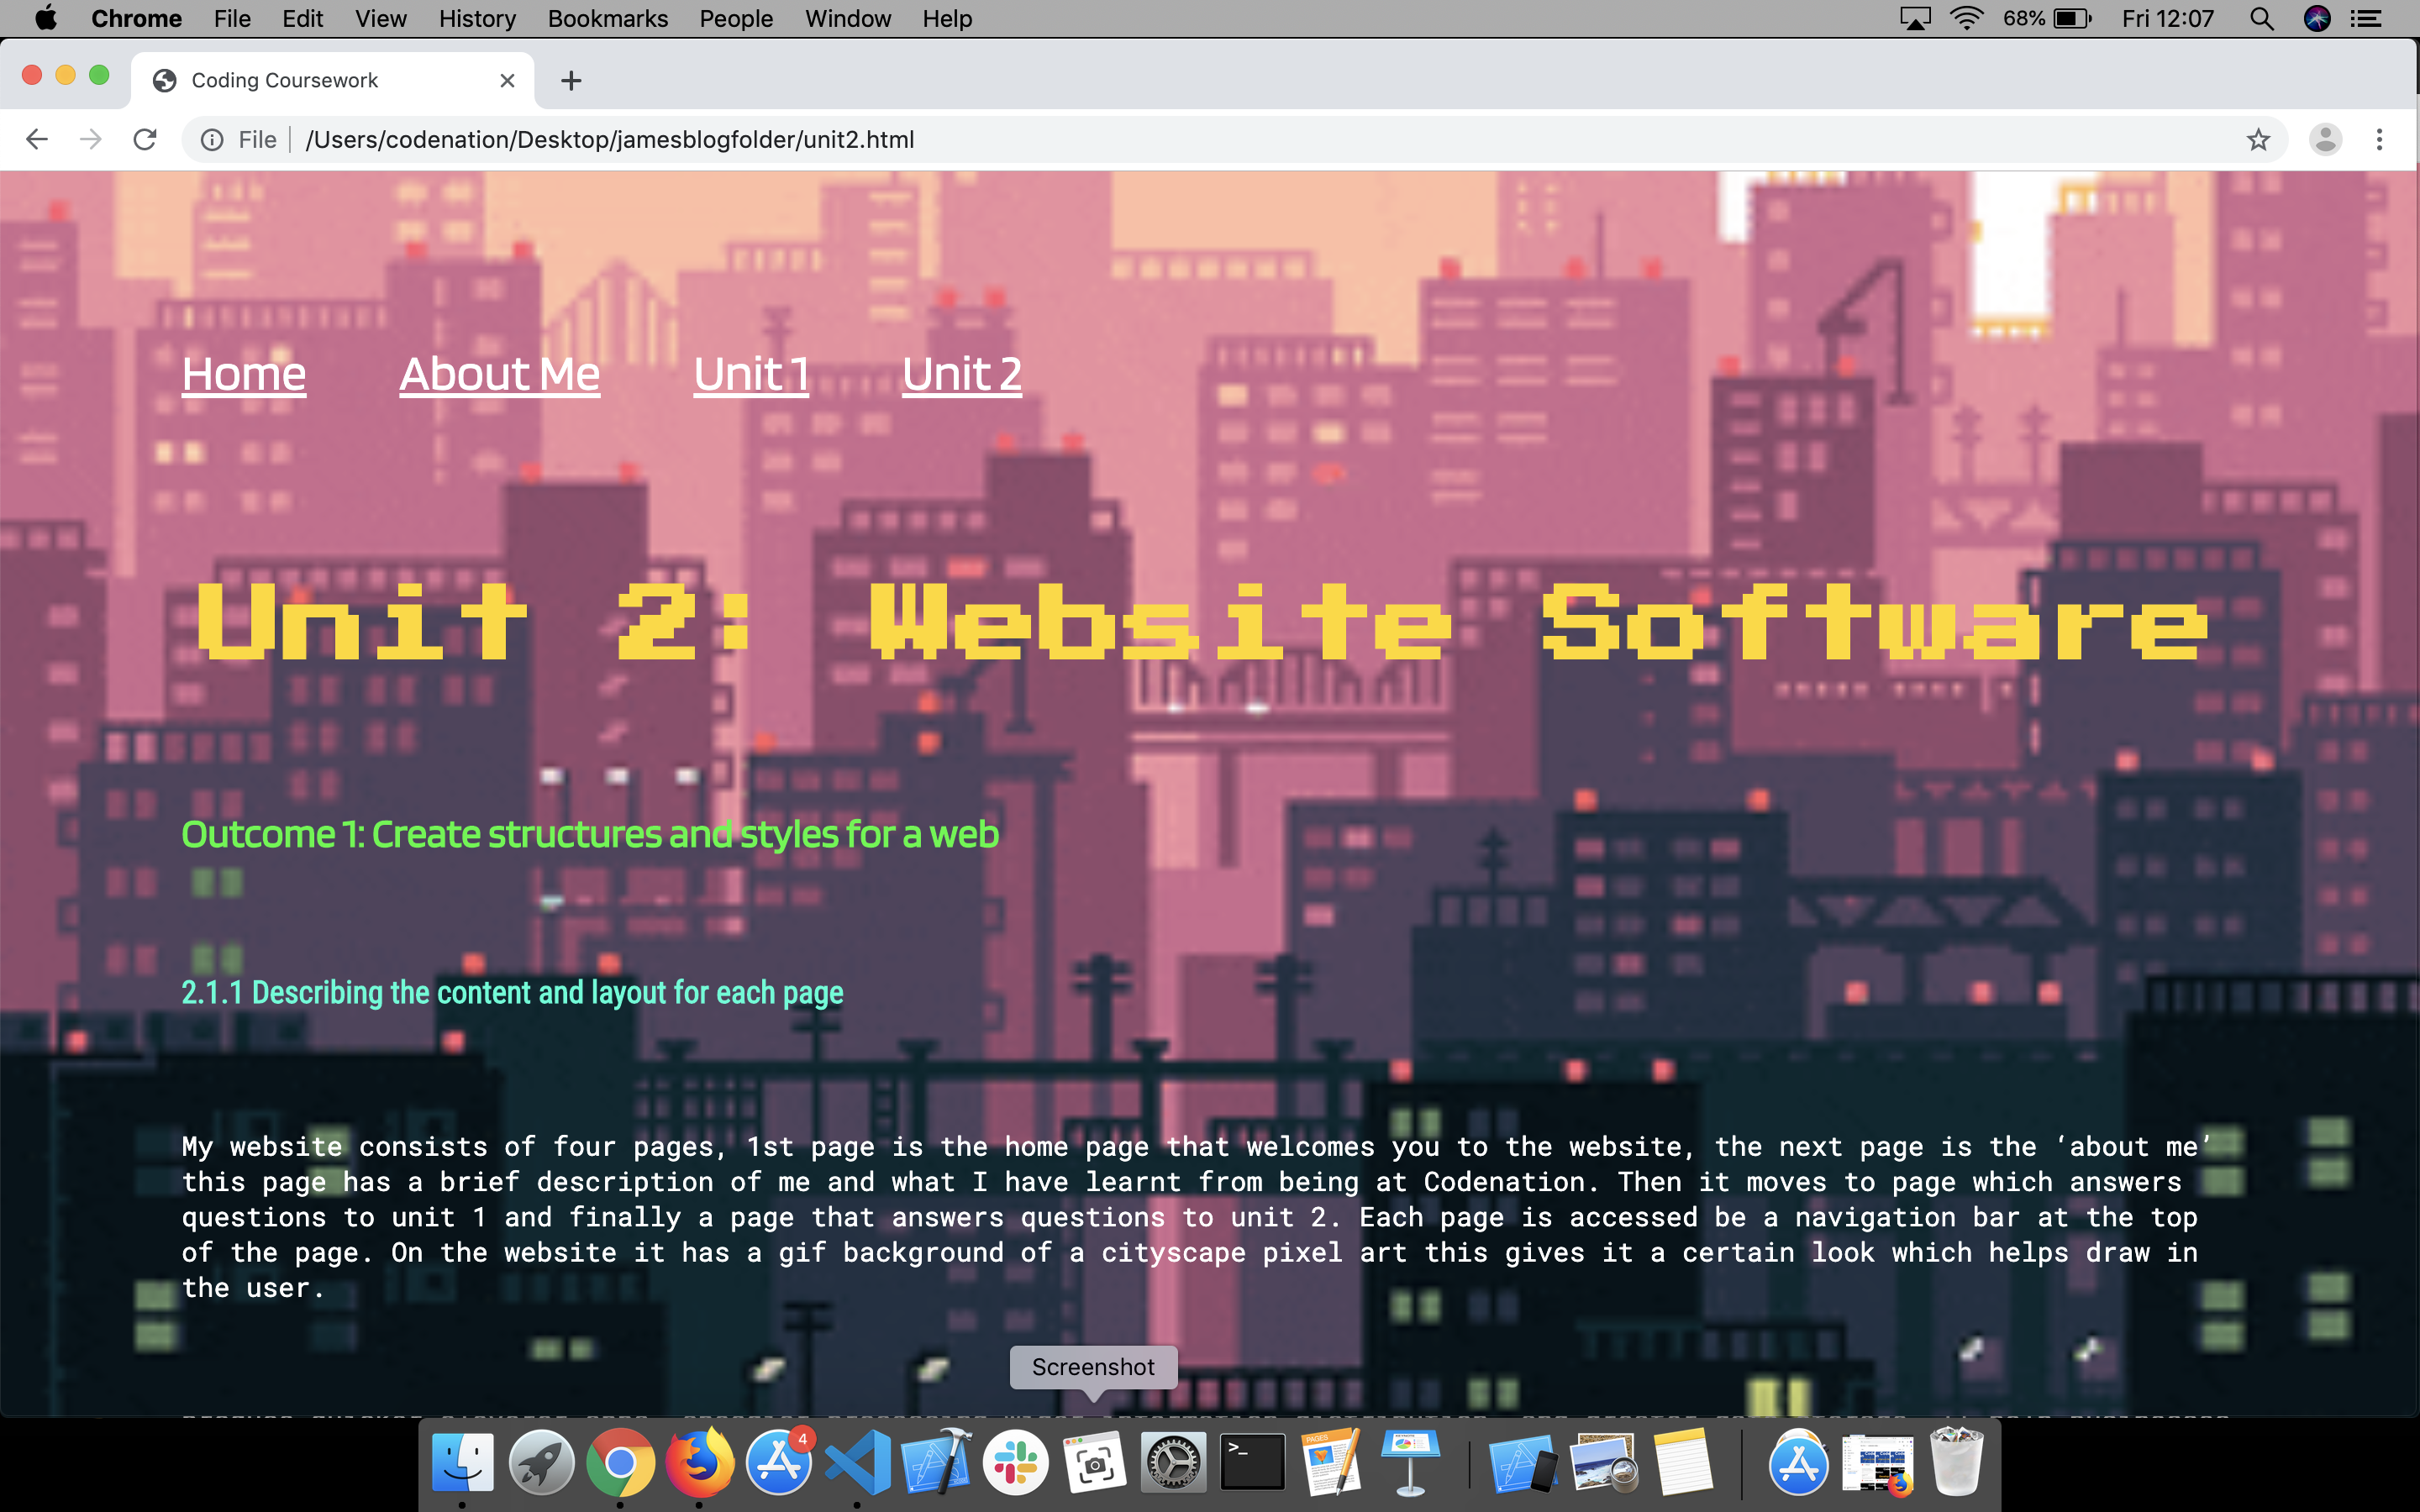 Chrome File Edit View History Bookmarks People Window Help 68% Fri 12:07
Coding Coursework
File /Users/codenation/Desktop/jamesblogfolder/unit2.html
Home About Me Unit 1 Unit 2
Unit 2: Website Software
Outcome 1: Create structures and styles for a web
2.1.1 Describing the content and layout for each page
My website consists of four pages, 1st page is the home page that welcomes you to the website, the next page is the ‘about me’
this page has a brief description of me and what I have learnt from being at Codenation. Then it moves to page which answers
questions to unit 1 and finally a page that answers questions to unit 2. Each page is accessed be a navigation bar at the top
of the page. On the website it has a gif background of a cityscape pixel art this gives it a certain look which helps draw in
the user.
Screenshot
4
PAGES